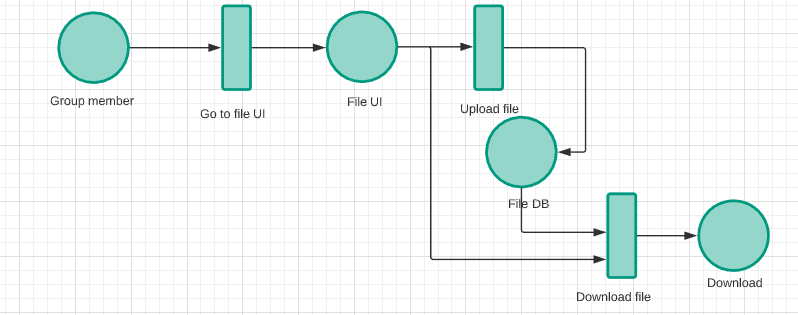 Group member
Go to file UI
File UI
Upload file
File DB
Download file
Download